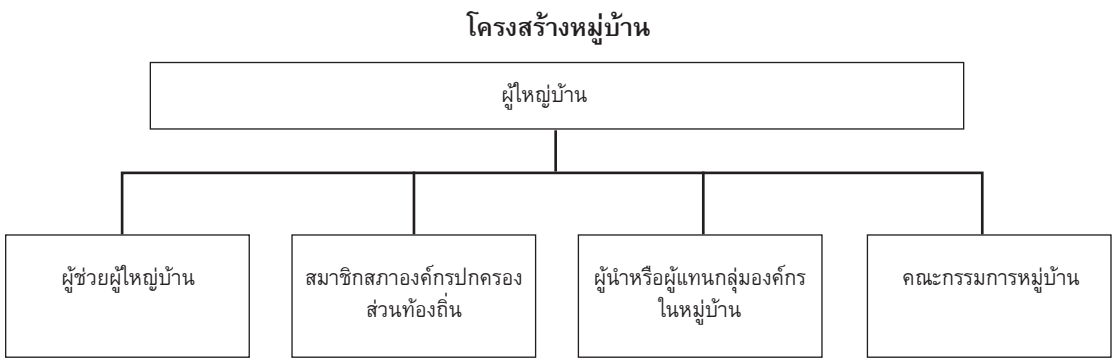 โครงสร้างหมู่บ้าน
ผู้ใหญ่บ้าน
ผู้ช่วยผู้ใหญ่บ้าน
สมาชิกสภาองค์กรปกครอง
ส่วนท้องถิ่น
ผู้นำหรือผู้แทนกลุ่มองค์กร
ในหมู่บ้าน
คณะกรรมการหมู่บ้าน